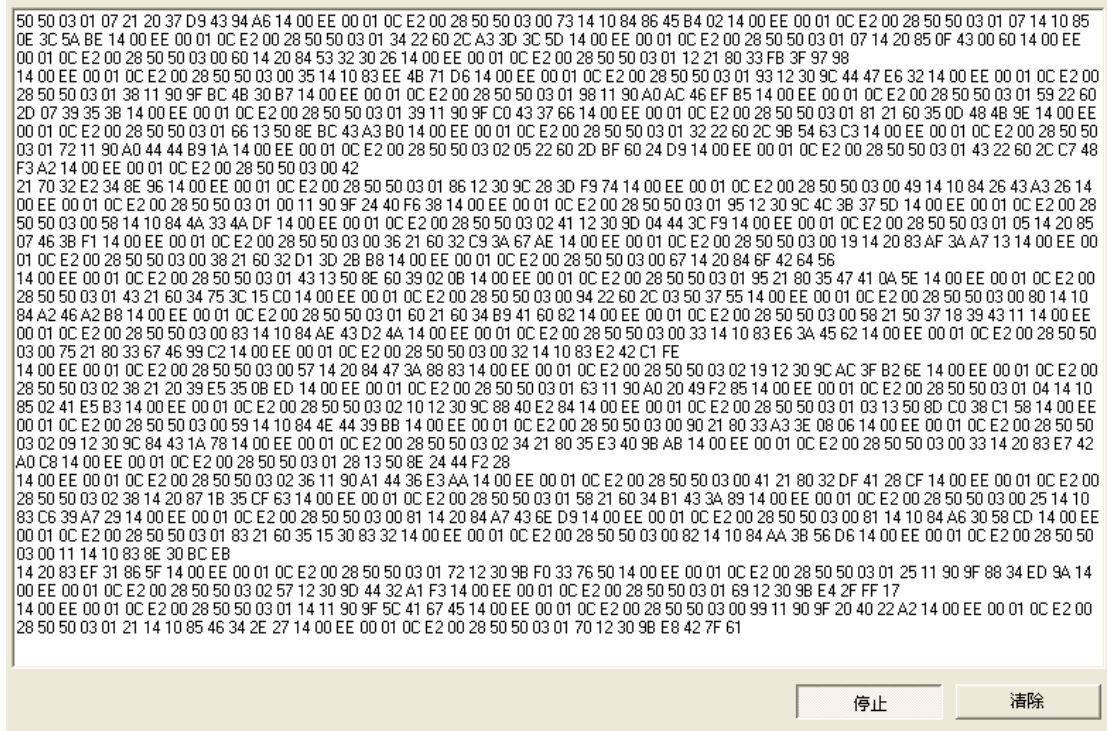 50 50 03 01 07 21 20 37 D9 43 94 A6 14 00 EE 00 01 0C E2 00 28 50 50 03 00 73 14 10 84 86 45 B4 02 14 00 EE 00 01 0C E2 00 28 50 50 03 01 07 14 10 85
0E 3C 5A BE 14 00 EE 00 01 0C E2 00 28 50 50 03 01 34 22 60 2C A3 3D 3C 5D 14 00 EE 00 01 0C E2 00 28 50 50 03 01 07 14 20 85 0F 43 00 60 14 00 EE
00 01 0C E2 00 28 50 50 03 00 60 14 20 84 53 32 30 26 14 00 EE 00 01 0C E2 00 28 50 50 03 01 12 21 80 33 FB 3F 97 98
14 00 EE 00 01 0C E2 00 28 50 50 03 00 35 14 10 83 EE 4B 71 D6 14 00 EE 00 01 0C E2 00 28 50 50 03 01 93 12 30 9C 44 47 E6 32 14 00 EE 00 01 0C E2 00
28 50 50 03 01 38 11 90 9F BC 4B 30 B7 14 00 EE 00 01 0C E2 00 28 50 50 03 01 98 11 90 A0 AC 46 EF B5 14 00 EE 00 01 0C E2 00 28 50 50 03 01 59 22 60
2D 07 39 35 3B 14 00 EE 00 01 0C E2 00 28 50 50 03 01 39 11 90 9F C0 43 37 66 14 00 EE 00 01 0C E2 00 28 50 50 03 01 81 21 60 35 0D 48 4B 9E 14 00 EE
00 01 0C E2 00 28 50 50 03 01 66 13 50 8E BC 43 A3 B0 14 00 EE 00 01 0C E2 00 28 50 50 03 01 32 22 60 2C 9B 54 63 C3 14 00 EE 00 01 0C E2 00 28 50 50
03 01 72 11 90 A0 44 44 B9 1A 14 00 EE 00 01 0C E2 00 28 50 50 03 02 05 22 60 2D BF 60 24 D9 14 00 EE 00 01 0C E2 00 28 50 50 03 01 43 22 60 2C C7 48
F3 A2 14 00 EE 00 01 0C E2 00 28 50 50 03 00 42
21 70 32 E2 34 8E 96 14 00 EE 00 01 0C E2 00 28 50 50 03 01 86 12 30 9C 28 3D F9 74 14 00 EE 00 01 0C E2 00 28 50 50 03 00 49 14 10 84 26 43 A3 26 14
00 EE 00 01 0C E2 00 28 50 50 03 01 00 11 90 9F 24 40 F6 38 14 00 EE 00 01 0C E2 00 28 50 50 03 01 95 12 30 9C 4C 3B 37 5D 14 00 EE 00 01 0C E2 00 28
50 50 03 00 58 14 10 84 4A 33 4A DF 14 00 EE 00 01 0C E2 00 28 50 50 03 02 41 12 30 9D 04 44 3C F9 14 00 EE 00 01 0C E2 00 28 50 50 03 01 05 14 20 85
07 46 3B F1 14 00 EE 00 01 0C E2 00 28 50 50 03 00 36 21 60 32 C9 3A 67 AE 14 00 EE 00 01 0C E2 00 28 50 50 03 00 19 14 20 83 AF 3A A7 13 14 00 EE 00
01 0C E2 00 28 50 50 03 00 38 21 60 32 D1 3D 2B B8 14 00 EE 00 01 0C E2 00 28 50 50 03 00 67 14 20 84 6F 42 64 56
14 00 EE 00 01 0C E2 00 28 50 50 03 01 43 13 50 8E 60 39 02 0B 14 00 EE 00 01 0C E2 00 28 50 50 03 01 95 21 80 35 47 41 0A 5E 14 00 EE 00 01 0C E2 00
28 50 50 03 01 43 21 60 34 75 3C 15 C0 14 00 EE 00 01 0C E2 00 28 50 50 03 00 94 22 60 2C 03 50 37 55 14 00 EE 00 01 0C E2 00 28 50 50 03 00 80 14 10
84 A2 46 A2 B8 14 00 EE 00 01 0C E2 00 28 50 50 03 01 60 21 60 34 B9 41 60 82 14 00 EE 00 01 0C E2 00 28 50 50 03 00 58 21 50 37 18 39 43 11 14 00 EE
00 01 0C E2 00 28 50 50 03 00 83 14 10 84 AE 43 D2 4A 14 00 EE 00 01 0C E2 00 28 50 50 03 00 33 14 10 83 E6 3A 45 62 14 00 EE 00 01 0C E2 00 28 50 50
03 00 75 21 80 33 67 46 99 C2 14 00 EE 00 01 0C E2 00 28 50 50 03 00 32 14 10 83 E2 42 C1 FE
14 00 EE 00 01 0C E2 00 28 50 50 03 00 57 14 20 84 47 3A 88 83 14 00 EE 00 01 0C E2 00 28 50 50 03 02 19 12 30 9C AC 3F B2 6E 14 00 EE 00 01 0C E2 00
28 50 50 03 02 38 21 20 39 E5 35 0B ED 14 00 EE 00 01 0C E2 00 28 50 50 03 01 63 11 90 A0 20 49 F2 85 14 00 EE 00 01 0C E2 00 28 50 50 03 01 04 14 10
85 02 41 E5 B3 14 00 EE 00 01 0C E2 00 28 50 50 03 02 10 12 30 9C 88 40 E2 84 14 00 EE 00 01 0C E2 00 28 50 50 03 01 03 13 50 8D C0 38 C1 58 14 00 EE
00 01 0C E2 00 28 50 50 03 00 59 14 10 84 4E 44 39 BB 14 00 EE 00 01 0C E2 00 28 50 50 03 00 90 21 80 33 A3 3E 08 06 14 00 EE 00 01 0C E2 00 28 50 50
03 02 09 12 30 9C 84 43 1A 78 14 00 EE 00 01 0C E2 00 28 50 50 03 02 34 21 80 35 E3 40 9B AB 14 00 EE 00 01 0C E2 00 28 50 50 03 00 33 14 20 83 E7 42
A0 C8 14 00 EE 00 01 0C E2 00 28 50 50 03 01 28 13 50 8E 24 44 F2 28
14 00 EE 00 01 0C E2 00 28 50 50 03 02 36 11 90 A1 44 36 E3 AA 14 00 EE 00 01 0C E2 00 28 50 50 03 00 41 21 80 32 DF 41 28 CF 14 00 EE 00 01 0C E2 00
28 50 50 03 02 38 14 20 87 1B 35 CF 63 14 00 EE 00 01 0C E2 00 28 50 50 03 01 58 21 60 34 B1 43 3A 89 14 00 EE 00 01 0C E2 00 28 50 50 03 00 25 14 10
83 C6 39 A7 29 14 00 EE 00 01 0C E2 00 28 50 50 03 00 81 14 20 84 A7 43 6E D9 14 00 EE 00 01 0C E2 00 28 50 50 03 00 81 14 10 84 A6 30 58 CD 14 00 EE
00 01 0C E2 00 28 50 50 03 01 83 21 60 35 15 30 83 32 14 00 EE 00 01 0C E2 00 28 50 50 03 00 82 14 10 84 AA 3B 56 D6 14 00 EE 00 01 0C E2 00 28 50 50
03 00 11 14 10 83 8E 30 BC EB
14 20 83 EF 31 86 5F 14 00 EE 00 01 0C E2 00 28 50 50 03 01 72 12 30 9B F0 33 76 50 14 00 EE 00 01 0C E2 00 28 50 50 03 01 25 11 90 9F 88 34 ED 9A 14
00 EE 00 01 0C E2 00 28 50 50 03 02 57 12 30 9D 44 32 A1 F3 14 00 EE 00 01 0C E2 00 28 50 50 03 01 69 12 30 9B E4 2F FF 17
14 00 EE 00 01 0C E2 00 28 50 50 03 01 14 11 90 9F 5C 41 67 45 14 00 EE 00 01 0C E2 00 28 50 50 03 00 99 11 90 9F 20 40 22 A2 14 00 EE 00 01 0C E2 00
28 50 50 03 01 21 14 10 85 46 34 2E 27 14 00 EE 00 01 0C E2 00 28 50 50 03 01 70 12 30 9B E8 42 7F 61
停止 清除